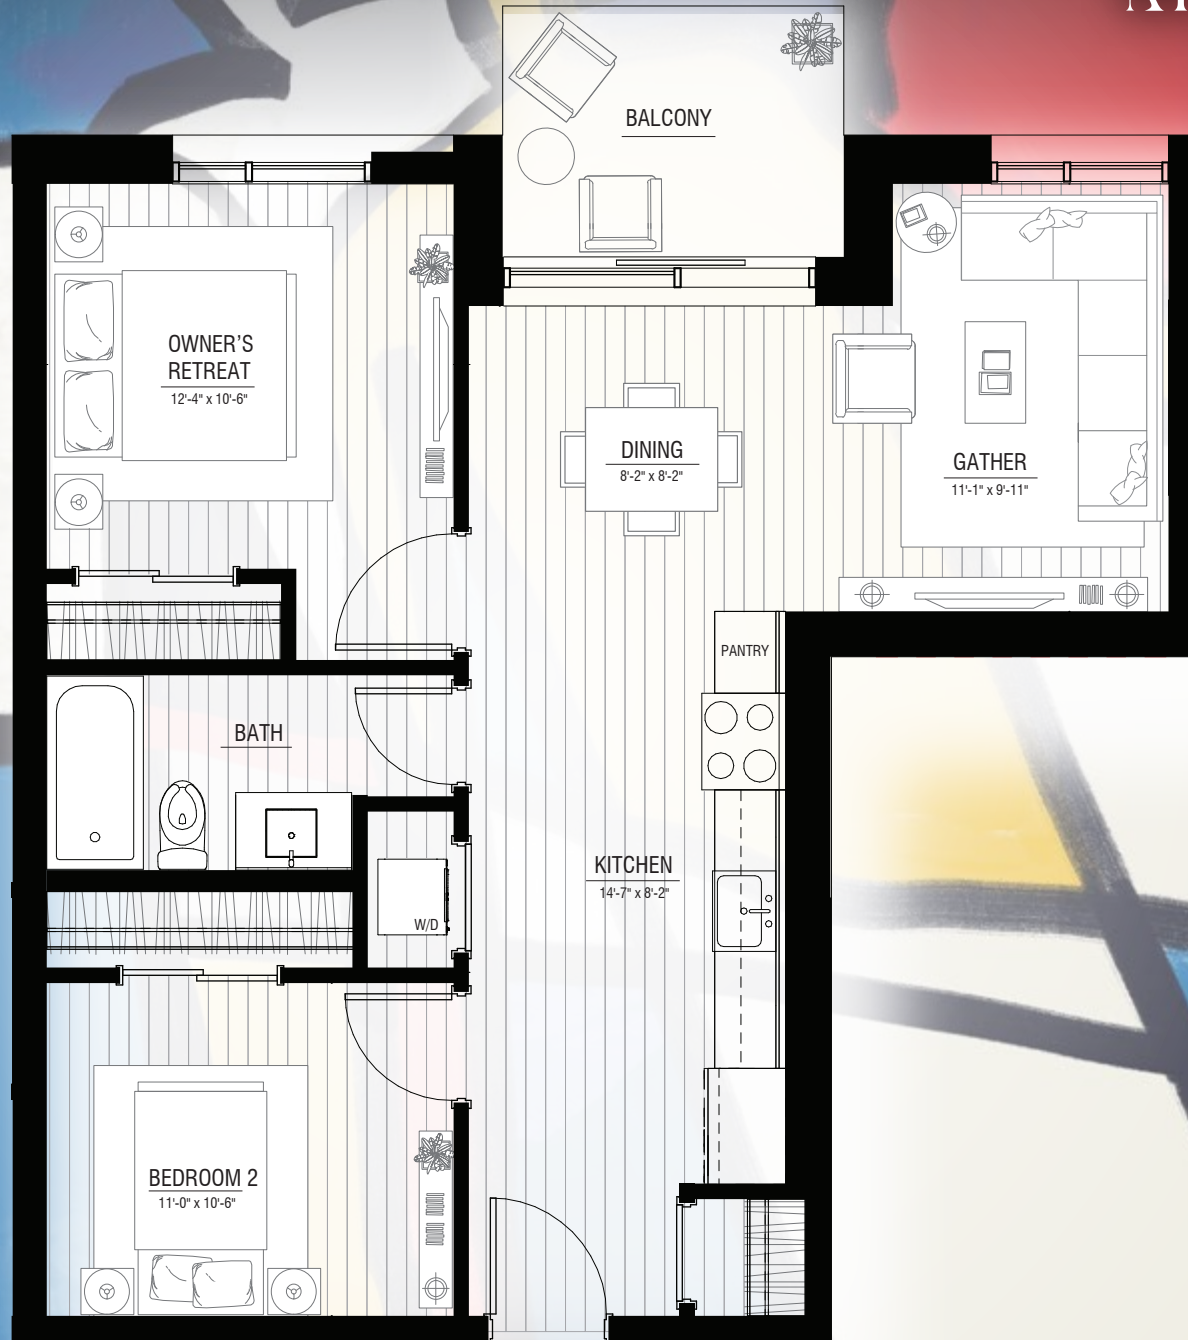 BALCONY
OWNER'S
RETREAT
12'-4" x 10'-6"
DINING
8'-2" x 8'-2"
GATHER
11'-1" x 9'-11"
PANTRY
BATH
KITCHEN
14'-7" x 8'-2"
W/D
BEDROOM 2
11'-0" x 10'-6"